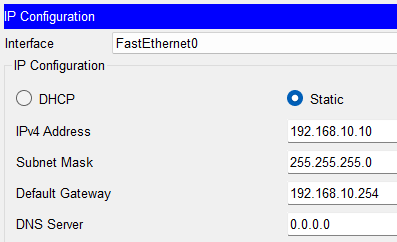 IP Configuration
Interface FastEthernet0
IP Configuration
DHCP Static
IPv4 Address 192.168.10.10
Subnet Mask 255.255.255.0
Default Gateway 192.168.10.254
DNS Server 0.0.0.0